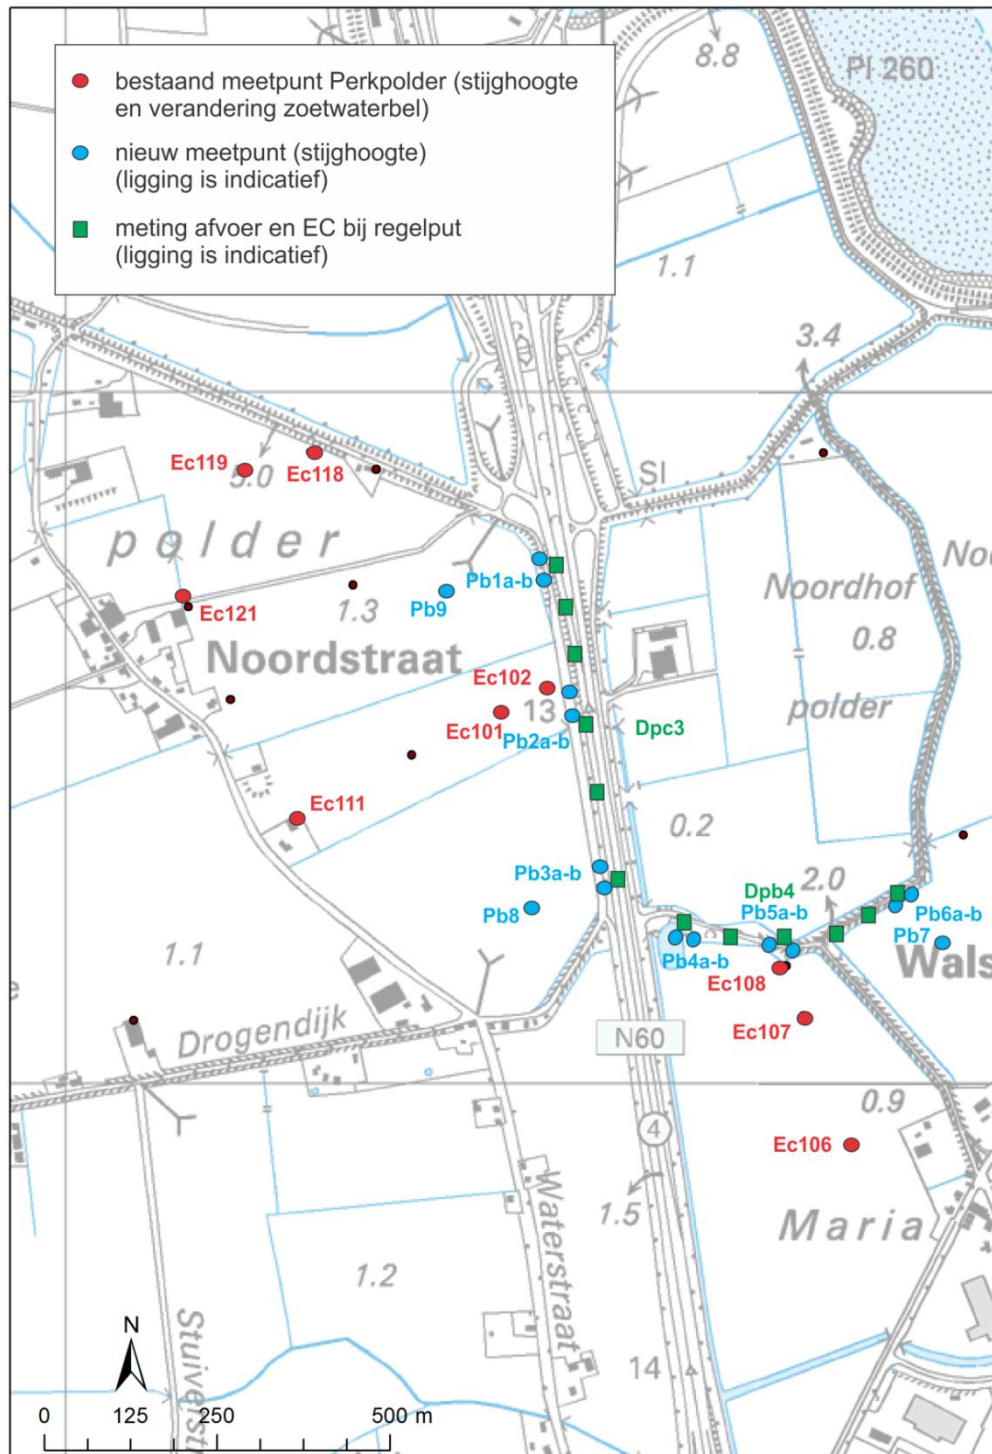 bestaand meetpunt Perkpolder (stijghoogte
en verandering zoetwaterbel)
nieuw meetpunt (stijghoogte)
(ligging is indicatief)
meting afvoer en EC bij regelput
(ligging is indicatief)
8.8
PI 260
1.1
3.4
Ec119
Ec118
5.0
SI
polder
Pb1a-b
Pb9
Ec121
1.3
Noordhof
Noordstraat
0.8
Ec102
13
Ec101
Pb2a-b
Dpc3
polder
Ec111
0.2
Pb3a-b
Dpb4
2.0
Pb8
Pb5a-b
Pb6a-b
Pb7
Pb4a-b
Wals
1.1
Ec108
Drogendijk
Ec107
N60
0.9
4
Ec106
Maria
1.5
Waterstraat
1.2
Stuiverstr
14
N
0 125 250 500 m